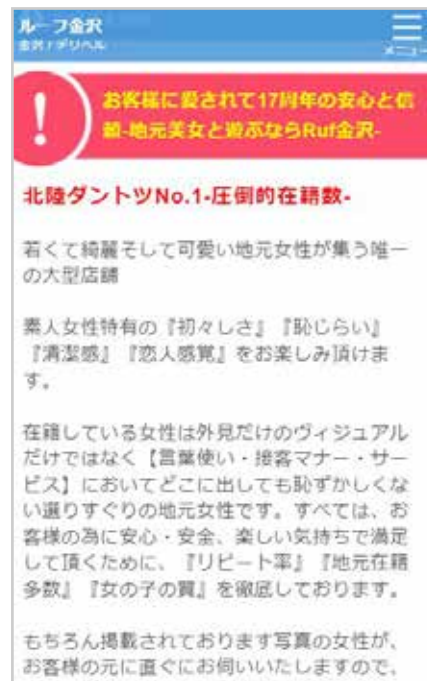 ルーフ金沢
金沢 / デリヘル
メニュー
お客様に愛されて17周年の安心と信
頼-地元美女と遊ぶならRuf金沢-
北陸ダントツNo.1-圧倒的在籍数-
若くて綺麗そして可愛い地元女性が集う唯一
の大型店舗
素人女性特有の『初々しさ』『恥じらい』
『清潔感』『恋人感覚』をお楽しみ頂けま
す。
在籍している女性は外見だけのヴィジュアル
だけではなく【言葉使い・接客マナー・サー
ビス】においてどこに出しても恥ずかしくな
い選りすぐりの地元女性です。すべては、お
客様の為に安心・安全、楽しい気持ちで満足
して頂くために、『リピート率』『地元在籍
多数』『女の子の質』を徹底しております。
もちろん掲載されております写真の女性が、
お客様の元に直ぐにお伺いいたしますので、